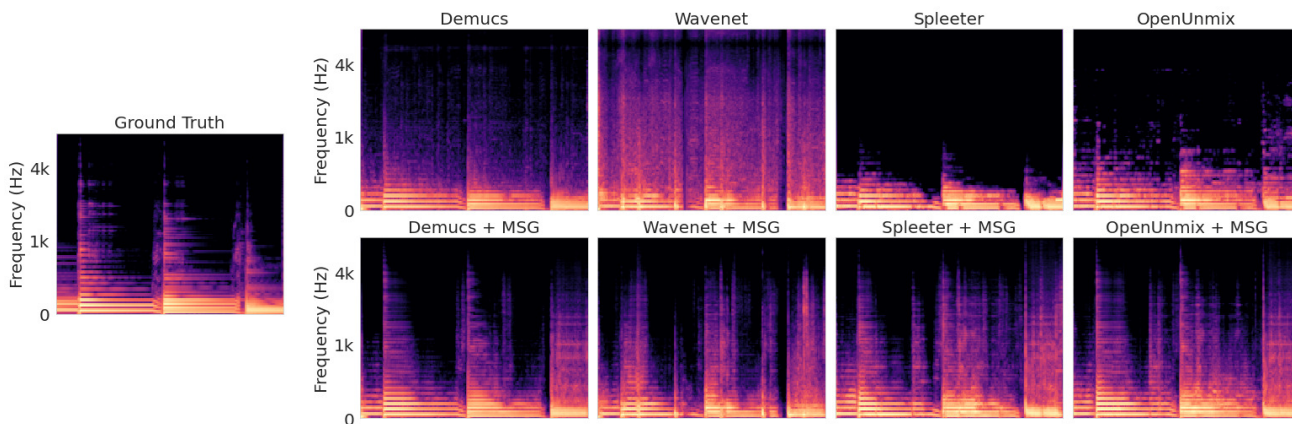 Ground Truth
Frequency (Hz)
4k
1k
0
Demucs
Wavenet
Spleeter
OpenUnmix
Frequency (Hz)
4k
1k
0
Demucs + MSG
Wavenet + MSG
Spleeter + MSG
OpenUnmix + MSG
Frequency (Hz)
4k
1k
0